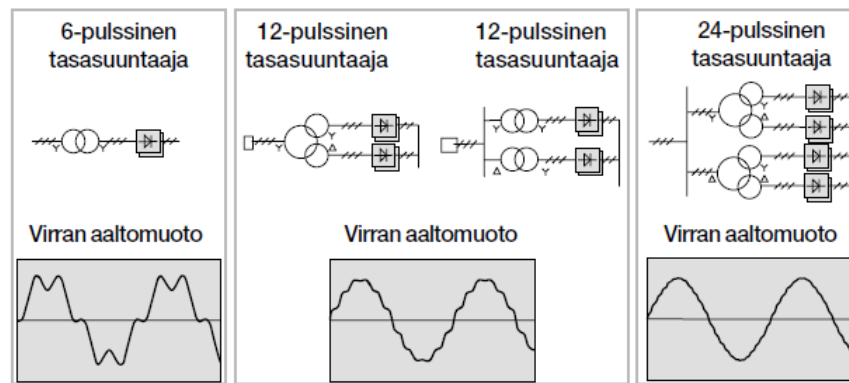 6-pulssinen
tasasuuntaaja
Virran aaltomuoto
12-pulssinen
tasasuuntaaja
12-pulssinen
tasasuuntaaja
Virran aaltomuoto
24-pulssinen
tasasuuntaaja
Virran aaltomuoto